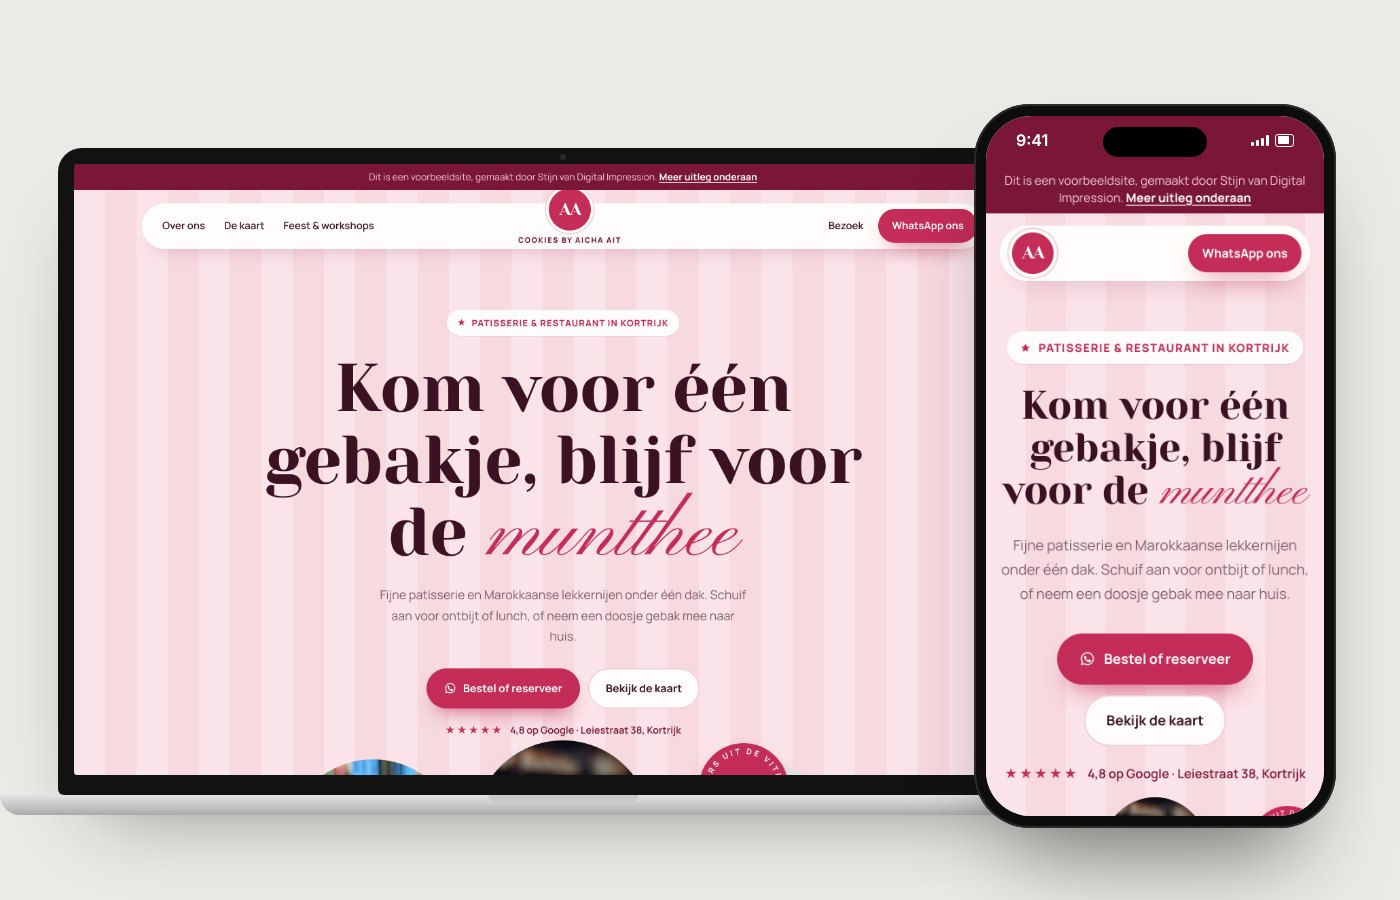 Dit is een voorbeeldsite, gemaakt door Stijn van Digital Impression. Meer uitleg onderaan
Over ons De kaart Feest & workshops
AA
COOKIES BY AICHA AIT
Bezoek WhatsApp ons
★ PATISSERIE & RESTAURANT IN KORTRIJK
Kom voor één
gebakje, blijf voor
de muntthee
Fijne patisserie en Marokkaanse lekkernijen onder één dak. Schuif
aan voor ontbijt of lunch, of neem een doosje gebak mee naar
huis.
Bestel of reserveer Bekijk de kaart
★★★★★ 4,8 op Google · Leiestraat 38, Kortrijk
UIT DE
9:41
Dit is een voorbeeldsite, gemaakt door Stijn van Digital
Impression. Meer uitleg onderaan
AA WhatsApp ons
★ PATISSERIE & RESTAURANT IN KORTRIJK
Kom voor één
gebakje, blijf
voor de muntthee
Fijne patisserie en Marokkaanse lekkernijen
onder één dak. Schuif aan voor ontbijt of lunch,
of neem een doosje gebak mee naar huis.
Bestel of reserveer
Bekijk de kaart
★★★★★ 4,8 op Google · Leiestraat 38, Kortrijk